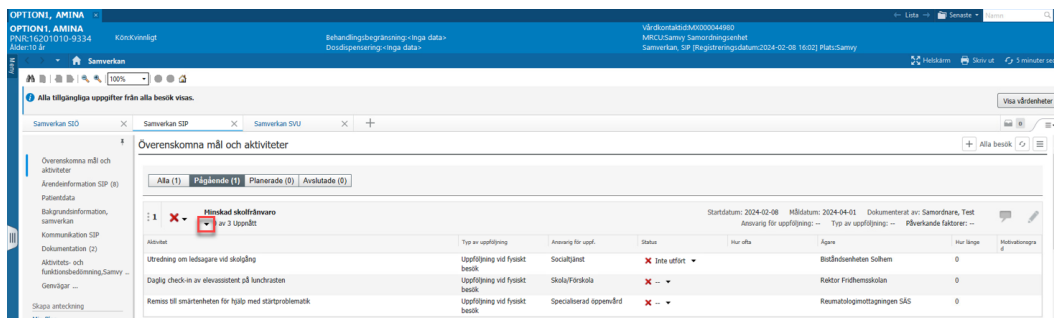 OPTION1, AMINA ×
← Lista → Senaste Namn
OPTION1, AMINA
PNR:16201010-9334 Kön:Kvinnligt
Ålder:10 år
Behandlingsbegränsning:<Inga data>
Dosdispensering:<Inga data>
Vårdkontaktid:MX000044980
MRCU:Samvy Samordningsenhet
Samverkan, SIP [Registreringsdatum:2024-02-08 16:02] Plats:Samvy
Meny
Samverkan
Helskärm Skriv ut 5 minuter se
100%
Alla tillgängliga uppgifter från alla besök visas.
Visa vårdenheter
Samverkan SIÖ × Samverkan SIP × Samverkan SVU × +
0
Överenskomna mål och aktiviteter
Ärendeinformation SIP (8)
Patientdata
Bakgrundsinformation, samverkan
Kommunikation SIP
Dokumentation (2)
Aktivitets- och funktionsbedömning,Samvy ...
Genvägar ...
Skapa anteckning
Överenskomna mål och aktiviteter
+ Alla besök
Alla (1) Pågående (1) Planerade (0) Avslutade (0)
1 Minskad skolfrånvaro
av 3 Uppnått
Startdatum: 2024-02-08 Måldatum: 2024-04-01 Dokumenterat av: Samordnare, Test
Ansvarig för uppföljning: -- Typ av uppföljning: -- Påverkande faktorer: --
Aktivitet Typ av uppföljning Ansvarig för uppf. Status Hur ofta Ägare Hur länge Motivationsgra
d
Utredning om ledsagare vid skolgång Uppföljning vid fysiskt besök Socialtjänst Inte utfört Biståndsenheten Solhem 0
Daglig check-in av elevassistent på lunchrasten Uppföljning vid fysiskt besök Skola/Förskola -- Rektor Fridhemsskolan 0
Remiss till smärtenheten för hjälp med startproblematik Uppföljning vid fysiskt besök Specialiserad öppenvård -- Reumatologimottagningen SÄS 0